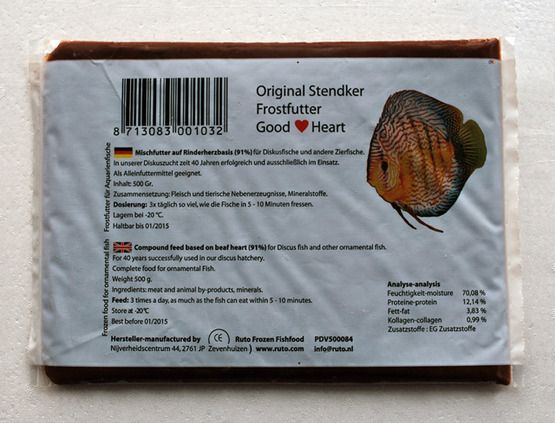 Original Stendker
Frostfutter
Good ❤ Heart
8 713083 001032
Frostfutter für Aquarienfische
Mischfutter auf Rinderherzbasis (91%) für Diskusfische und andere Zierfische.
In unserer Diskuszucht zeit 40 Jahren erfolgreich und ausschließlich im Einsatz.
Als Alleinfuttermittel geeignet.
Inhalt: 500 Gr.
Zusammensetzung: Fleisch und tierische Nebenerzeugnisse, Mineralstoffe.
Dosierung: 3x täglich so viel, wie die Fische in 5 - 10 Minuten fressen.
Lagern bei -20 °C.
Haltbar bis 01/2015
Frozen food for ornamental fish
Compound feed based on beaf heart (91%) for Discus fish and other ornamental fish.
For 40 years successfully used in our discus hatchery.
Complete food for ornamental Fish.
Weight 500 g.
Ingredients: meat and animal by-products, minerals.
Feed: 3 times a day, as much as the fish can eat within 5 - 10 minutes.
Store at -20°C
Best before 01/2015
Analyse-analysis
Feuchtigkeit-moisture 70,08 %
Proteine-protein 12,14 %
Fett-fat 3,83 %
Kollagen-collagen 0,99 %
Zusatzstoffe : EG Zusatzstoffe
Hersteller-manufactured by CE Ruto Frozen Fishfood PDV500084
Nijverheidscentrum 44, 2761 JP Zevenhuizen www.ruto.nl info@ruto.nl